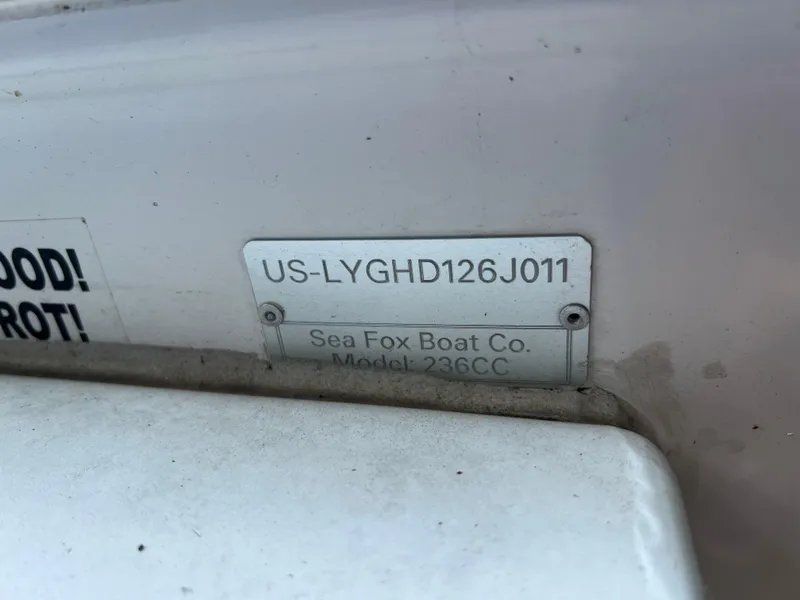 OOD!
ROT!
US-LYGHD126J011
Sea Fox Boat Co.
Model: 236CC